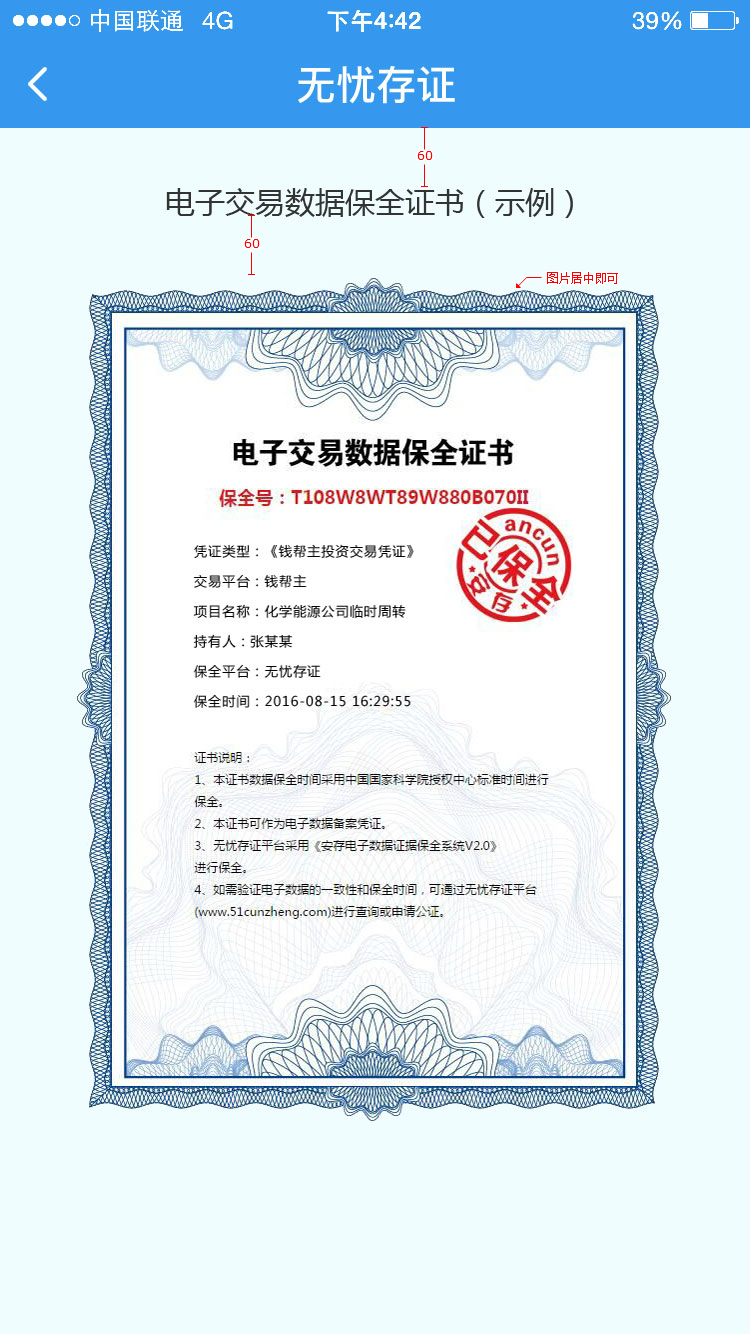 中国联通 4G 下午4:42 39%
无忧存证
60
电子交易数据保全证书（示例）
60
图片居中即可
电子交易数据保全证书
保全号：T108W8WT89W880B070II
ancun
已保全
安存
凭证类型：《钱帮主投资交易凭证》
交易平台：钱帮主
项目名称：化学能源公司临时周转
持有人：张某某
保全平台：无忧存证
保全时间：2016-08-15 16:29:55
证书说明：
1、本证书数据保全时间采用中国国家科学院授权中心标准时间进行
保全。
2、本证书可作为电子数据备案凭证。
3、无忧存证平台采用《安存电子数据证据保全系统V2.0》
进行保全。
4、如需验证电子数据的一致性和保全时间，可通过无忧存证平台
(www.51cunzheng.com)进行查询或申请公证。